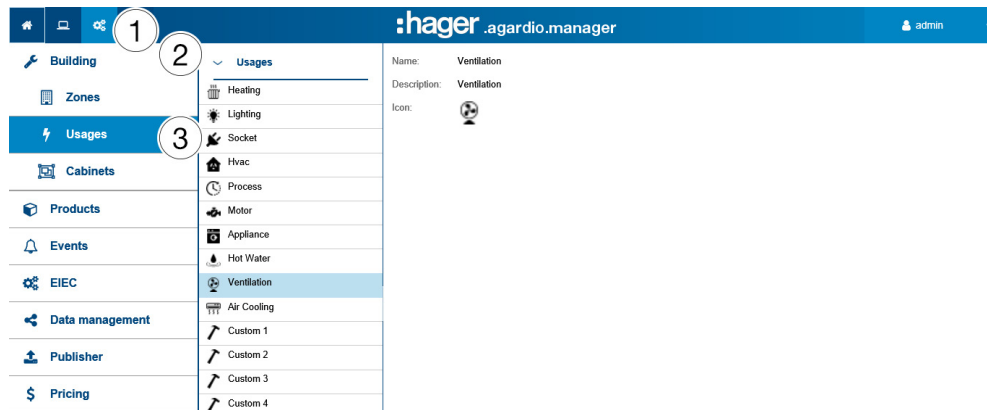 1
:hager .agardio.manager
admin
Building
Zones
Usages
Cabinets
Products
Events
EIEC
Data management
Publisher
Pricing
2
Usages
3
Heating
Lighting
Socket
Hvac
Process
Motor
Appliance
Hot Water
Ventilation
Air Cooling
Custom 1
Custom 2
Custom 3
Custom 4
Name: Ventilation
Description: Ventilation
Icon: